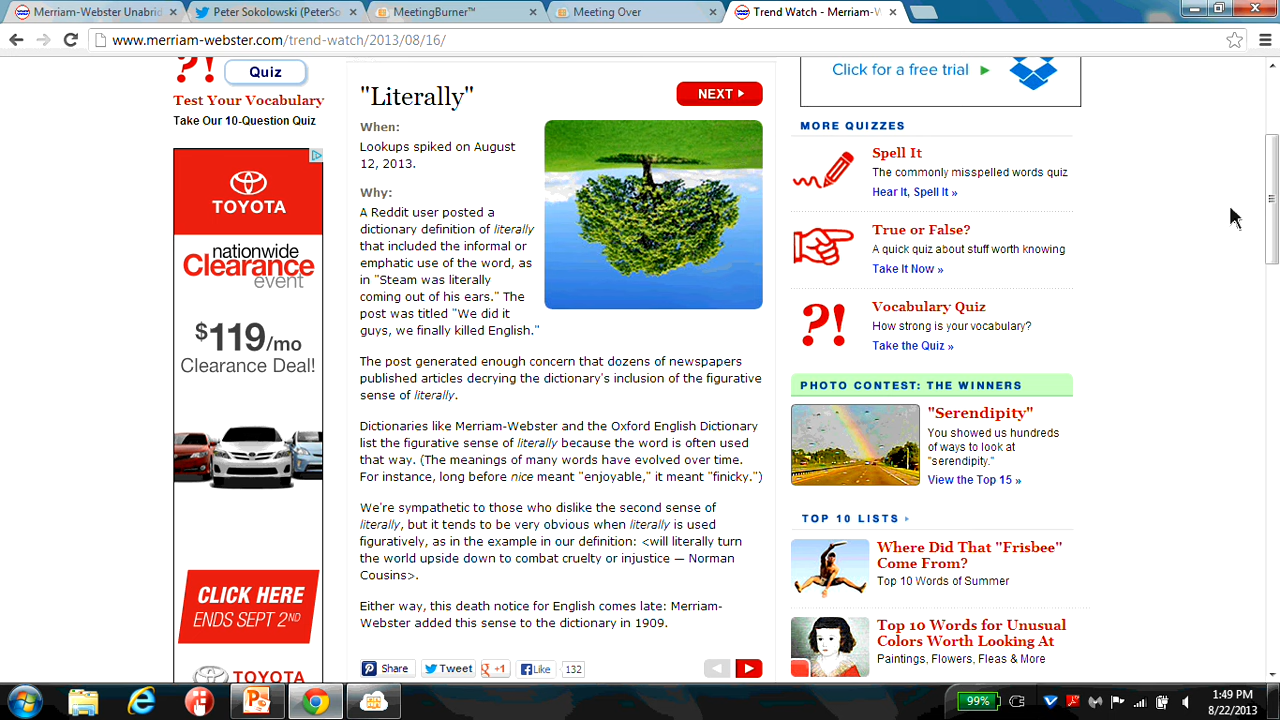 Merriam-Webster Unabrid
Peter Sokolowski (PeterSo
MeetingBurner™
Meeting Over
Trend Watch - Merriam-W
www.merriam-webster.com/trend-watch/2013/08/16/
?! Quiz
Test Your Vocabulary
Take Our 10-Question Quiz
TOYOTA
nationwide
Clearance
event
$119/mo
Clearance Deal!
CLICK HERE
ENDS SEPT 2ND
TOYOTA
"Literally"
NEXT
When:
Lookups spiked on August
12, 2013.
Why:
A Reddit user posted a
dictionary definition of literally
that included the informal or
emphatic use of the word, as
in "Steam was literally
coming out of his ears." The
post was titled "We did it
guys, we finally killed English."
The post generated enough concern that dozens of newspapers
published articles decrying the dictionary's inclusion of the figurative
sense of literally.
Dictionaries like Merriam-Webster and the Oxford English Dictionary
list the figurative sense of literally because the word is often used
that way. (The meanings of many words have evolved over time.
For instance, long before nice meant "enjoyable," it meant "finicky.")
We're sympathetic to those who dislike the second sense of
literally, but it tends to be very obvious when literally is used
figuratively, as in the example in our definition: <will literally turn
the world upside down to combat cruelty or injustice — Norman
Cousins>.
Either way, this death notice for English comes late: Merriam-
Webster added this sense to the dictionary in 1909.
Share Tweet +1 Like 132
Click for a free trial
MORE QUIZZES
Spell It
The commonly misspelled words quiz
Hear It, Spell It »
True or False?
A quick quiz about stuff worth knowing
Take It Now »
?!
Vocabulary Quiz
How strong is your vocabulary?
Take the Quiz »
PHOTO CONTEST: THE WINNERS
"Serendipity"
You showed us hundreds
of ways to look at
"serendipity."
View the Top 15 »
TOP 10 LISTS
Where Did That "Frisbee"
Come From?
Top 10 Words of Summer
Top 10 Words for Unusual
Colors Worth Looking At
Paintings, Flowers, Fleas & More
99%
1:49 PM
8/22/2013